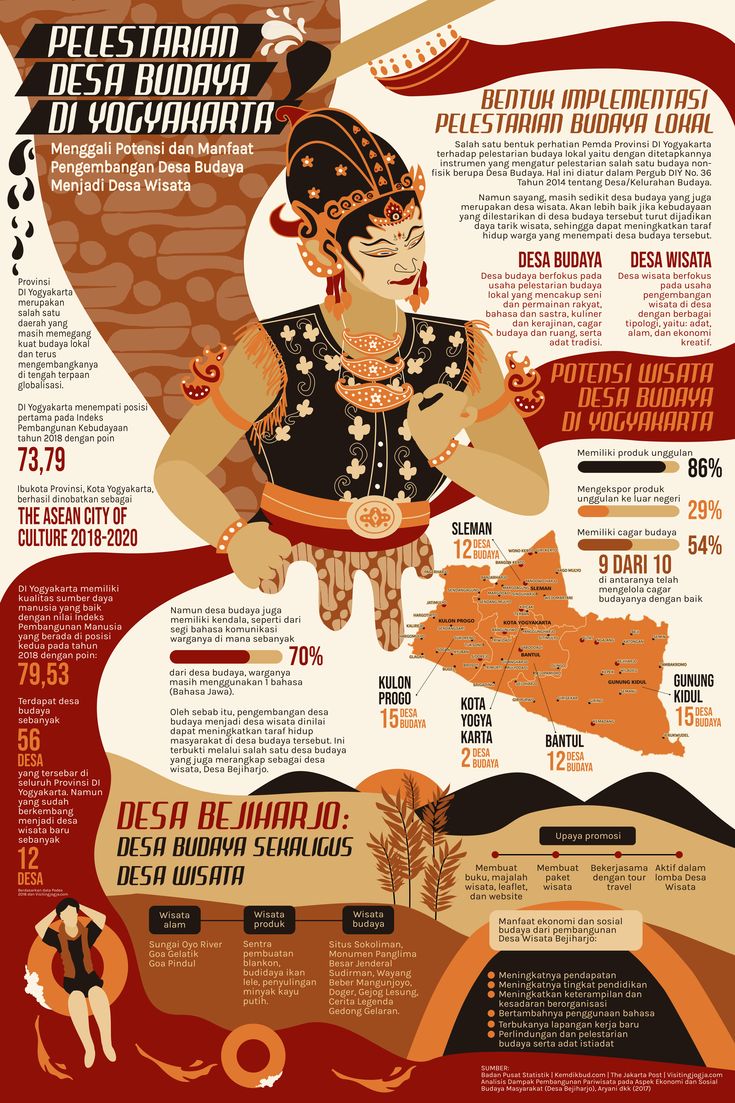 PELESTARIAN
DESA BUDAYA
DI YOGYAKARTA
Menggali Potensi dan Manfaat
Pengembangan Desa Budaya
Menjadi Desa Wisata
BENTUK IMPLEMENTASI
PELESTARIAN BUDAYA LOKAL
Salah satu bentuk perhatian Pemda Provinsi DI Yogyakarta
terhadap pelestarian budaya lokal yaitu dengan ditetapkannya
instrumen yang mengatur pelestarian salah satu budaya non-
fisik berupa Desa Budaya. Hal ini diatur dalam Pergub DIY No. 36
Tahun 2014 tentang Desa/Kelurahan Budaya.
Namun sayang, masih sedikit desa budaya yang juga
merupakan desa wisata. Akan lebih baik jika kebudayaan
yang dilestarikan di desa budaya tersebut turut dijadikan
daya tarik wisata, sehingga dapat meningkatkan taraf
hidup warga yang menempati desa budaya tersebut.
DESA BUDAYA
Desa budaya berfokus pada
usaha pelestarian budaya
lokal yang mencakup seni
dan permainan rakyat,
bahasa dan sastra, kuliner
dan kerajinan, cagar
budaya dan ruang, serta
adat tradisi.
DESA WISATA
Desa wisata berfokus
pada usaha
pengembangan
wisata di desa
dengan berbagai
tipologi, yaitu: adat,
alam, dan ekonomi
kreatif.
Provinsi
DI Yogyakarta
merupakan
salah satu
daerah yang
masih memegang
kuat budaya lokal
dan terus
mengembangkanya
di tengah terpaan
globalisasi.
DI Yogyakarta menempati posisi
pertama pada Indeks
Pembangunan Kebudayaan
tahun 2018 dengan poin
73,79
Ibukota Provinsi, Kota Yogyakarta,
berhasil dinobatkan sebagai
THE ASEAN CITY OF
CULTURE 2018-2020
POTENSI WISATA
DESA BUDAYA
DI YOGYAKARTA
Memiliki produk unggulan
86%
Mengekspor produk
unggulan ke luar negeri
29%
Memiliki cagar budaya
54%
9 DARI 10
di antaranya telah
mengelola cagar
budayanya dengan baik
SLEMAN
12 DESA BUDAYA
SLEMAN
KULON PROGO
KOTA YOGYAKARTA
BANTUL
GUNUNG KIDUL
KULON
PROGO
15 DESA BUDAYA
KOTA
YOGYA
KARTA
2 DESA BUDAYA
BANTUL
12 DESA BUDAYA
GUNUNG
KIDUL
15 DESA BUDAYA
DI Yogyakarta memiliki
kualitas sumber daya
manusia yang baik
dengan nilai Indeks
Pembangunan Manusia
yang berada di posisi
kedua pada tahun
2018 dengan poin:
79,53
Terdapat desa
budaya
sebanyak
56
DESA
yang tersebar di
seluruh Provinsi DI
Yogyakarta. Namun
yang sudah
berkembang
menjadi desa
wisata baru
sebanyak
12
DESA
Berdasarkan data Podes
2018 dan Visitingjogja.com
Namun desa budaya juga
memiliki kendala, seperti dari
segi bahasa komunikasi
warganya di mana sebanyak
70%
dari desa budaya, warganya
masih menggunakan 1 bahasa
(Bahasa Jawa).
Oleh sebab itu, pengembangan desa
budaya menjadi desa wisata dinilai
dapat meningkatkan taraf hidup
masyarakat di desa budaya tersebut. Ini
terbukti melalui salah satu desa budaya
yang juga merangkap sebagai desa
wisata, Desa Bejiharjo.
DESA BEJIHARJO:
DESA BUDAYA SEKALIGUS
DESA WISATA
Wisata
alam
Sungai Oyo River
Goa Gelatik
Goa Pindul
Wisata
produk
Sentra
pembuatan
blankon,
budidaya ikan
lele, penyulingan
minyak kayu
putih.
Wisata
budaya
Situs Sokoliman,
Monumen Panglima
Besar Jenderal
Sudirman, Wayang
Beber Mangunjoyo,
Doger, Gejog Lesung,
Cerita Legenda
Gedong Gelaran.
Upaya promosi
Membuat
buku, majalah
wisata, leaflet,
dan website
Membuat
paket
wisata
Bekerjasama
dengan tour
travel
Aktif dalam
lomba Desa
Wisata
Manfaat ekonomi dan sosial
budaya dari pembangunan
Desa Wisata Bejiharjo:
Meningkatnya pendapatan
Meningkatnya tingkat pendidikan
Meningkatkan keterampilan dan
kesadaran berorganisasi
Bertambahnya penggunaan bahasa
Terbukanya lapangan kerja baru
Perlindungan dan pelestarian
budaya serta adat istiadat
SUMBER:
Badan Pusat Statistik | Kemdikbud.com | The Jakarta Post | Visitingjogja.com
Analisis Dampak Pembangunan Pariwisata pada Aspek Ekonomi dan Sosial
Budaya Masyarakat (Desa Bejiharjo), Aryani dkk (2017)